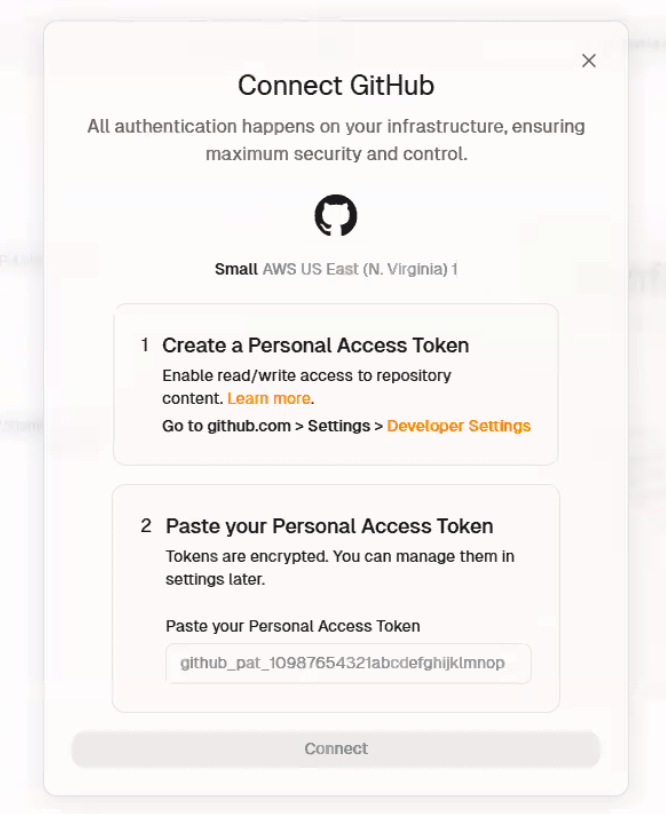 Connect GitHub
All authentication happens on your infrastructure, ensuring
maximum security and control.
Small AWS US East (N. Virginia) 1
1 Create a Personal Access Token
Enable read/write access to repository
content. Learn more.
Go to github.com > Settings > Developer Settings
2 Paste your Personal Access Token
Tokens are encrypted. You can manage them in
settings later.
Paste your Personal Access Token
github_pat_10987654321abcdefghijklmnop
Connect